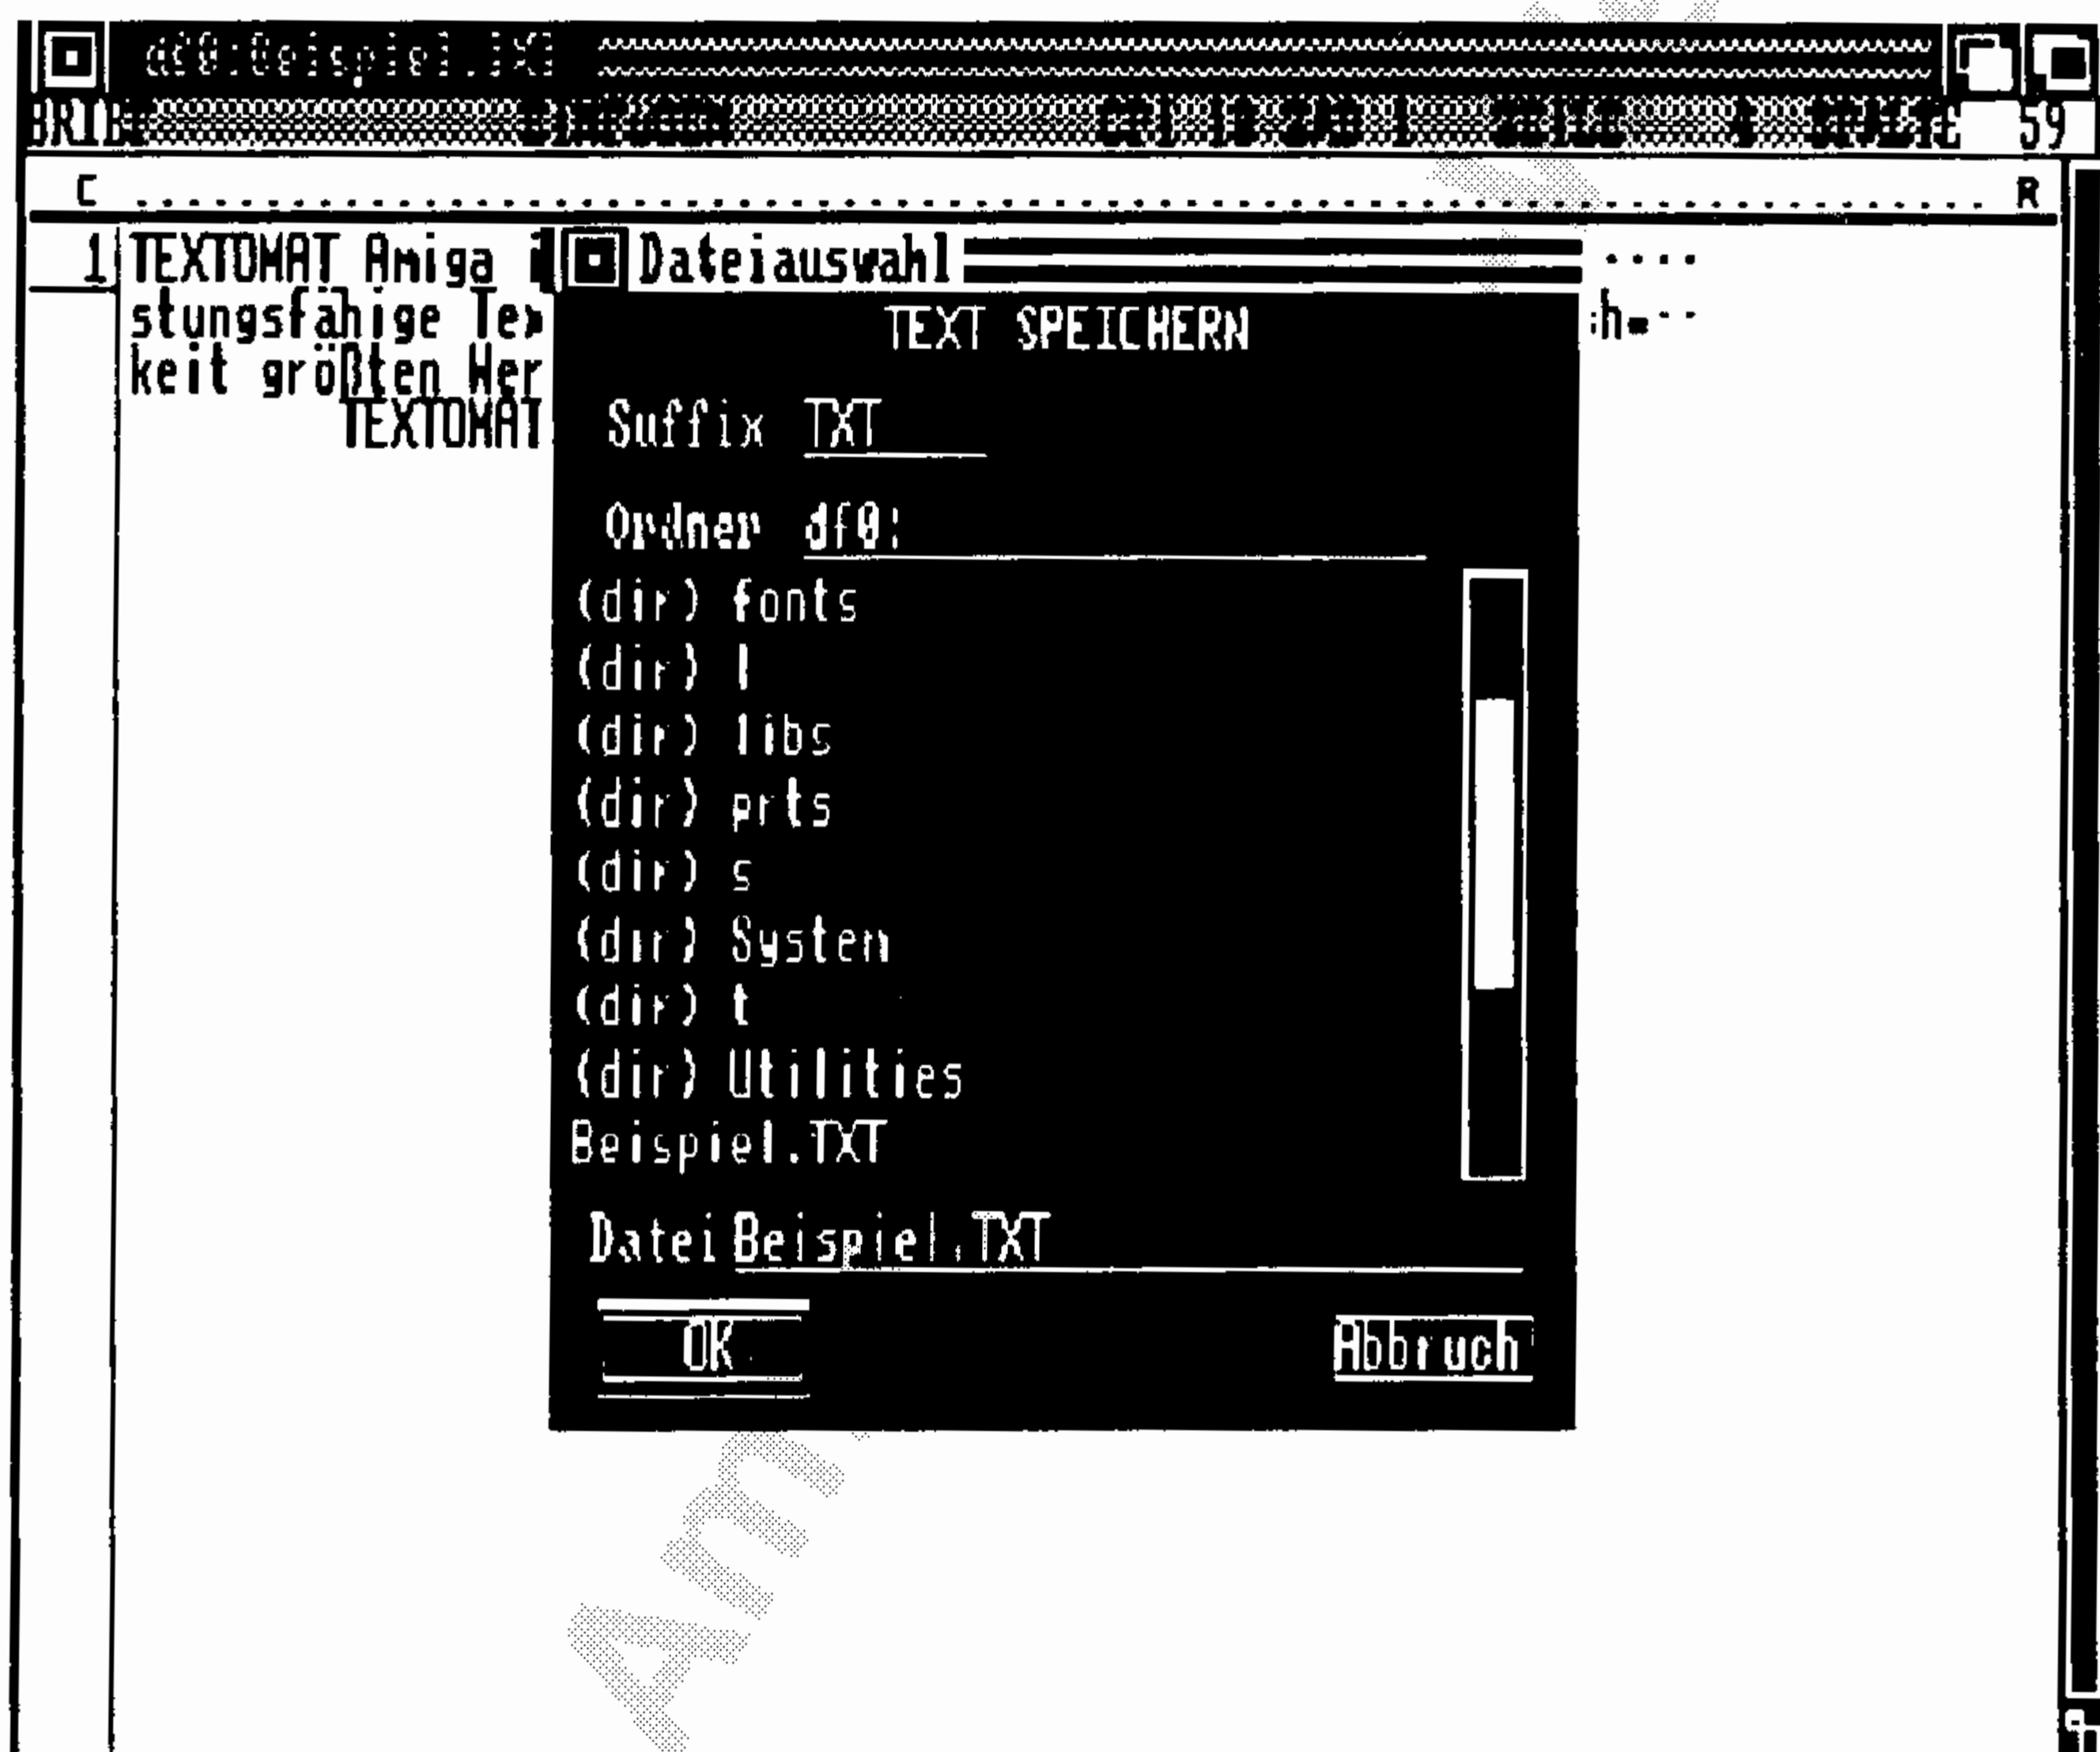 df0:Beispiel.TXT
59
C R
1 TEXTOMAT Amiga
stungsfähige
keit größten
TEXTOMAT
Dateiauswahl
TEXT SPEICHERN
Suffix TXT
Ordner df0:
(dir) fonts
(dir) l
(dir) libs
(dir) prts
(dir) s
(dir) System
(dir) t
(dir) Utilities
Beispiel.TXT
Datei Beispiel.TXT
OK Abbruch
Am